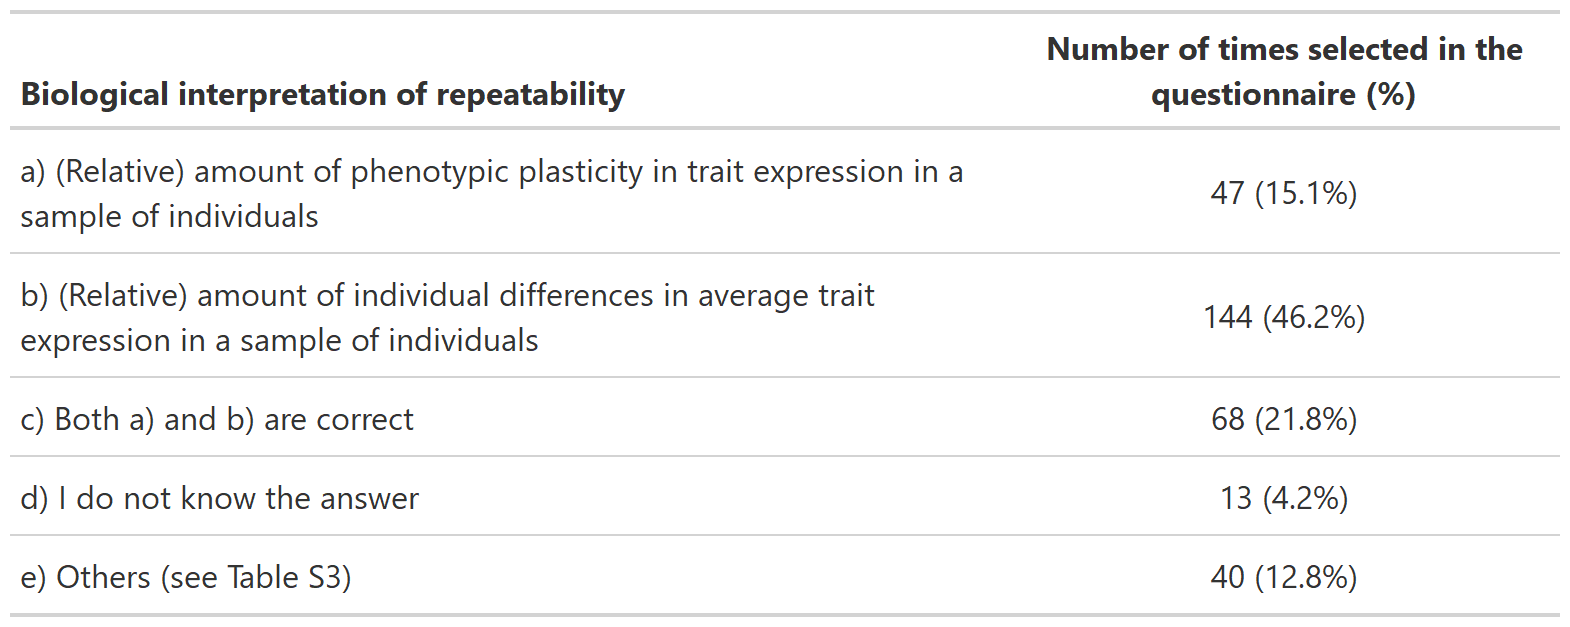 Biological interpretation of repeatability
Number of times selected in the
questionnaire (%)
a) (Relative) amount of phenotypic plasticity in trait expression in a
sample of individuals
47 (15.1%)
b) (Relative) amount of individual differences in average trait
expression in a sample of individuals
144 (46.2%)
c) Both a) and b) are correct
68 (21.8%)
d) I do not know the answer
13 (4.2%)
e) Others (see Table S3)
40 (12.8%)